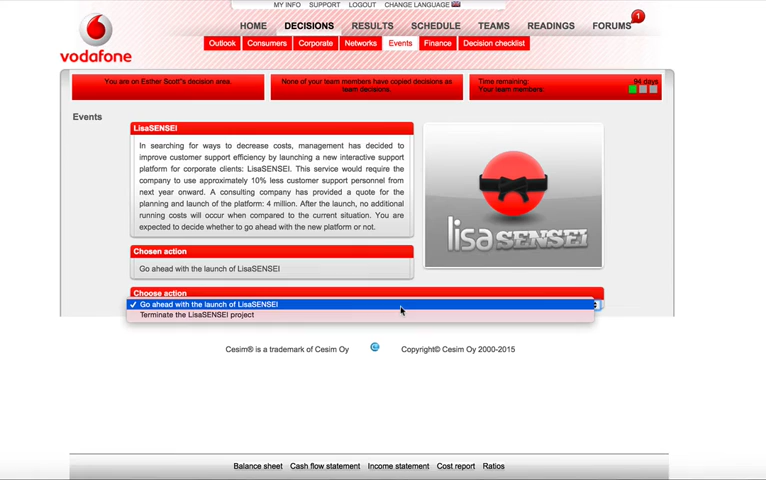 MY INFO SUPPORT LOGOUT CHANGE LANGUAGE
HOME DECISIONS RESULTS SCHEDULE TEAMS READINGS FORUMS 1
vodafone
Outlook Consumers Corporate Networks Events Finance Decision checklist
You are on Esther Scott"s decision area.
None of your team members have copied decisions as
team decisions.
Time remaining: 94 days
Your team members:
Events
LisaSENSEI
In searching for ways to decrease costs, management has decided to
improve customer support efficiency by launching a new interactive support
platform for corporate clients: LisaSENSEI. This service would require the
company to use approximately 10% less customer support personnel from
next year onward. A consulting company has provided a quote for the
planning and launch of the platform: 4 million. After the launch, no additional
running costs will occur when compared to the current situation. You are
expected to decide whether to go ahead with the new platform or not.
lisa SENSEI
Chosen action
Go ahead with the launch of LisaSENSEI
Choose action
✓ Go ahead with the launch of LisaSENSEI
Terminate the LisaSENSEI project
Cesim® is a trademark of Cesim Oy Copyright© Cesim Oy 2000-2015
Balance sheet Cash flow statement Income statement Cost report Ratios